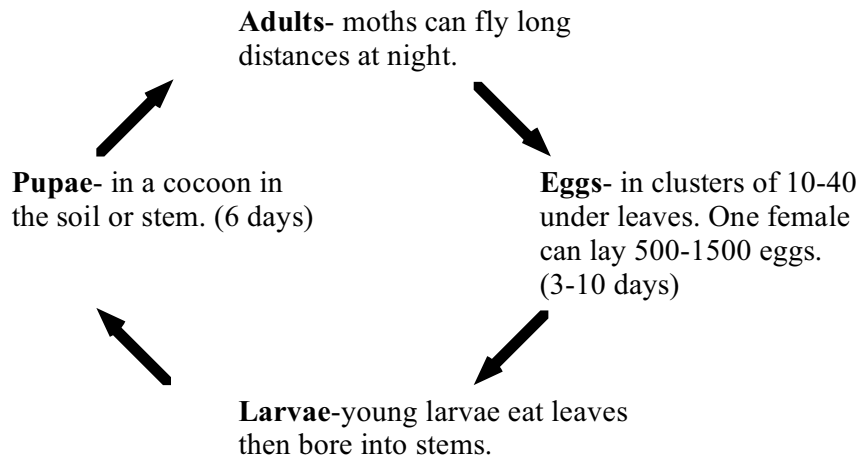 Adults- moths can fly long
distances at night.
Pupae- in a cocoon in
the soil or stem. (6 days)
Eggs- in clusters of 10-40
under leaves. One female
can lay 500-1500 eggs.
(3-10 days)
Larvae-young larvae eat leaves
then bore into stems.